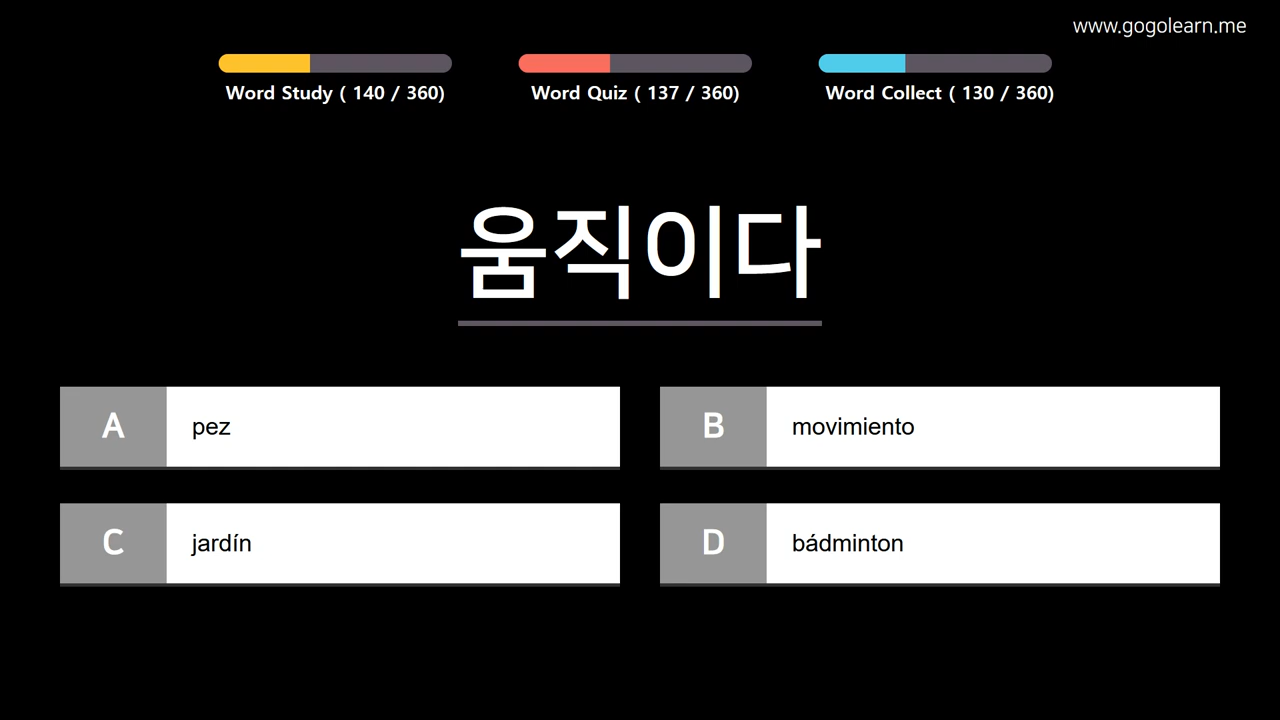 www.gogolearn.me
Word Study ( 140 / 360)
Word Quiz ( 137 / 360)
Word Collect ( 130 / 360)
움직이다
A pez
B movimiento
C jardín
D bádminton